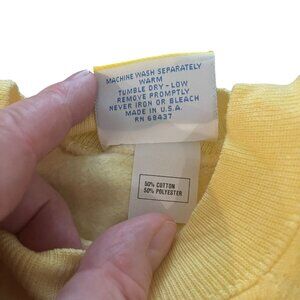 MACHINE WASH SEPARATELY
WARM
TUMBLE DRY - LOW
REMOVE PROMPTLY
NEVER IRON OR BLEACH
MADE IN U.S.A.
RN 68437
50% COTTON
50% POLYESTER